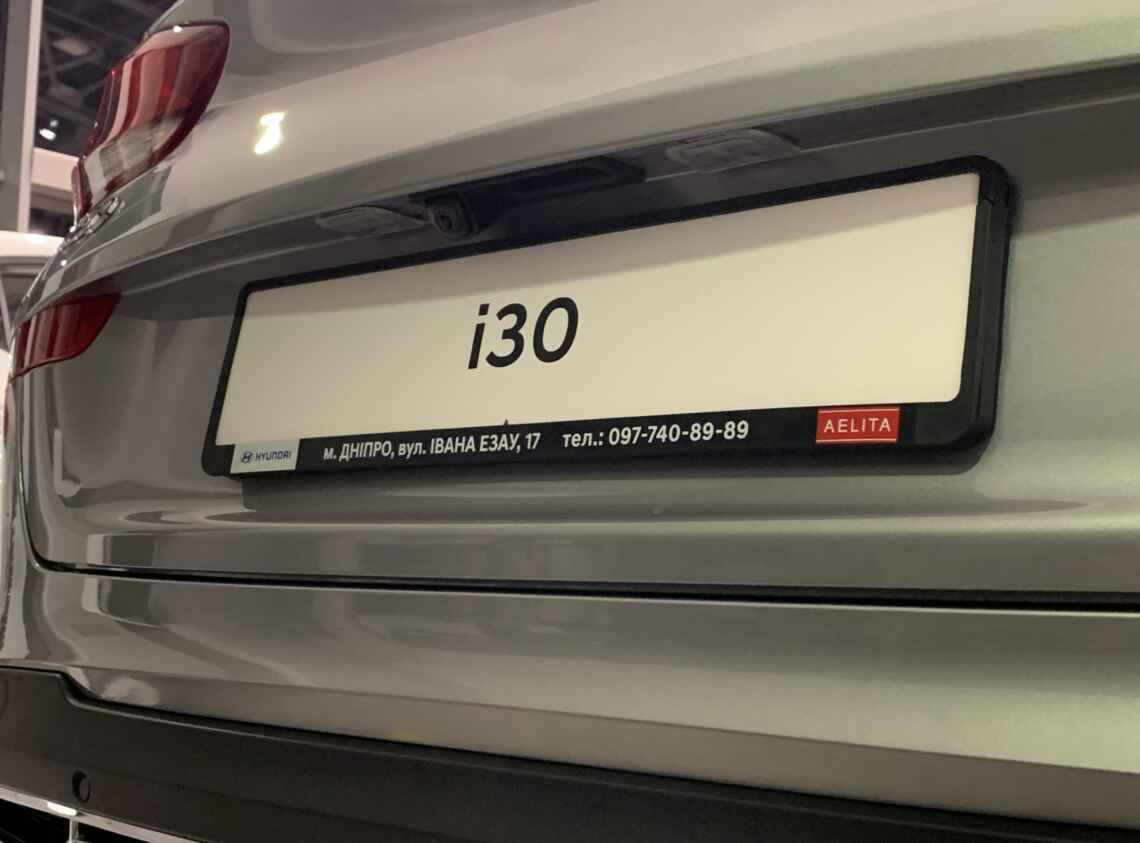 i30
HYUNDAI
м. ДНІПРО, вул. ІВАНА ЕЗАУ, 17 тел.: 097-740-89-89
AELITA